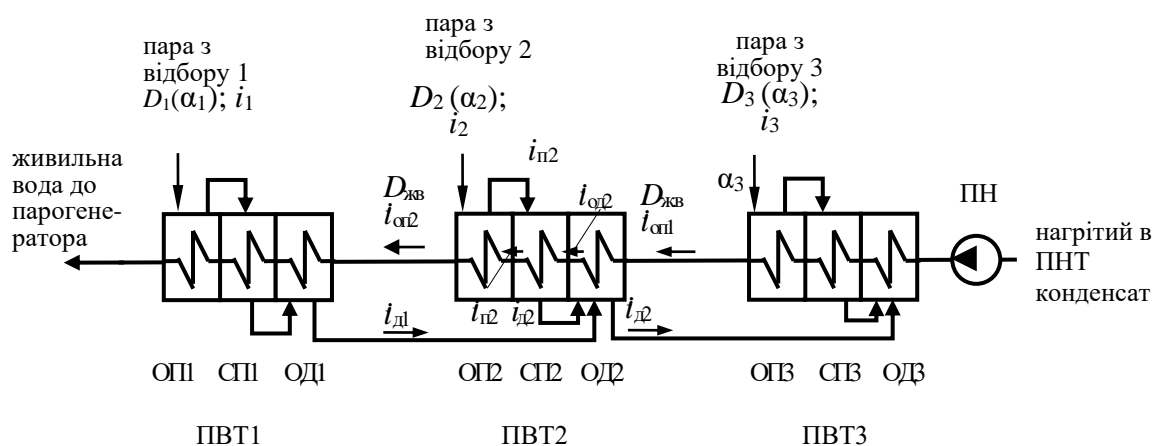 пара з
відбору 1
D₁(α₁); i₁
пара з
відбору 2
D₂ (α₂);
i₂
пара з
відбору 3
D₃ (α₃);
i₃
живильна
вода до
парогене-
ратора
Dжв
iоп2
iп2
iод2
Dжв
iоп1
α₃
ПН
нагрітий в
ПНТ
конденсат
iд1
iп2
iд2
iд2
ОП1
СП1
ОД1
ОП2
СП2
ОД2
ОП3
СП3
ОД3
ПВТ1
ПВТ2
ПВТ3